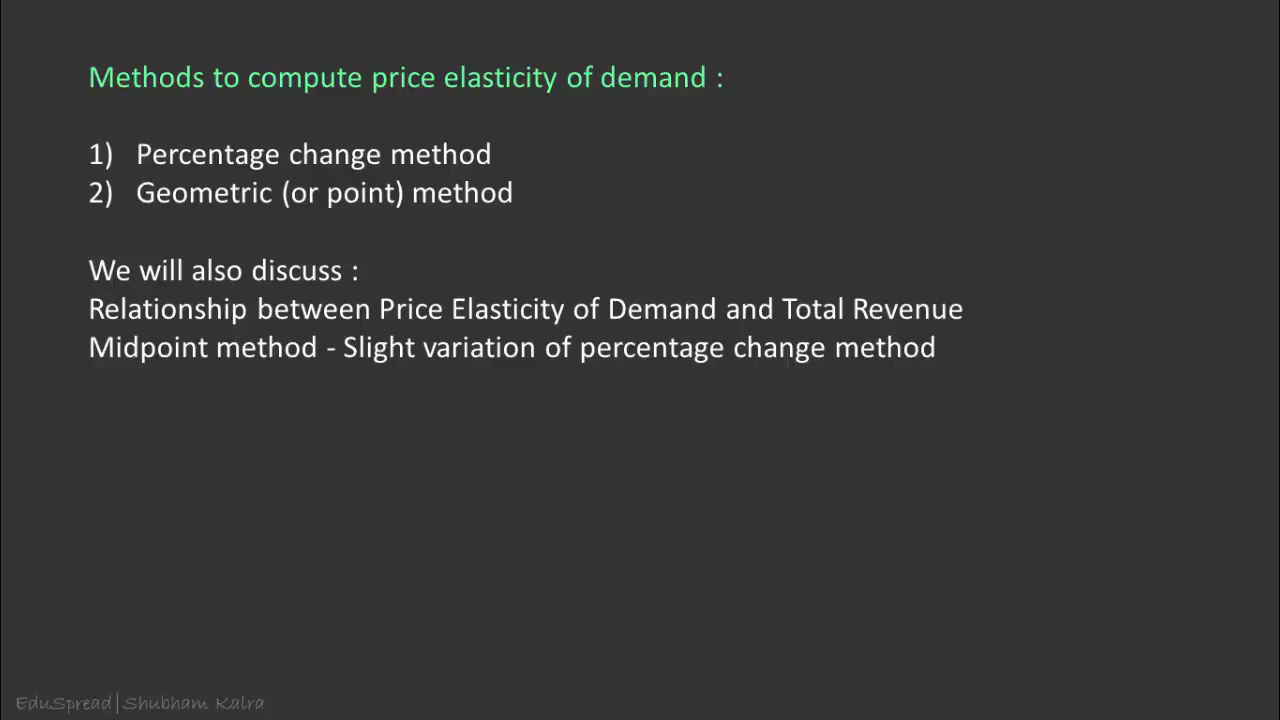 Methods to compute price elasticity of demand :
1) Percentage change method
2) Geometric (or point) method
We will also discuss :
Relationship between Price Elasticity of Demand and Total Revenue
Midpoint method - Slight variation of percentage change method
EduSpread|Shubham Kalra